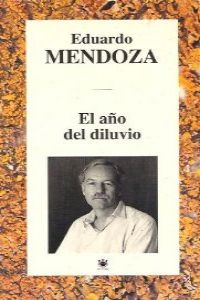 Eduardo
MENDOZA
El año
del diluvio